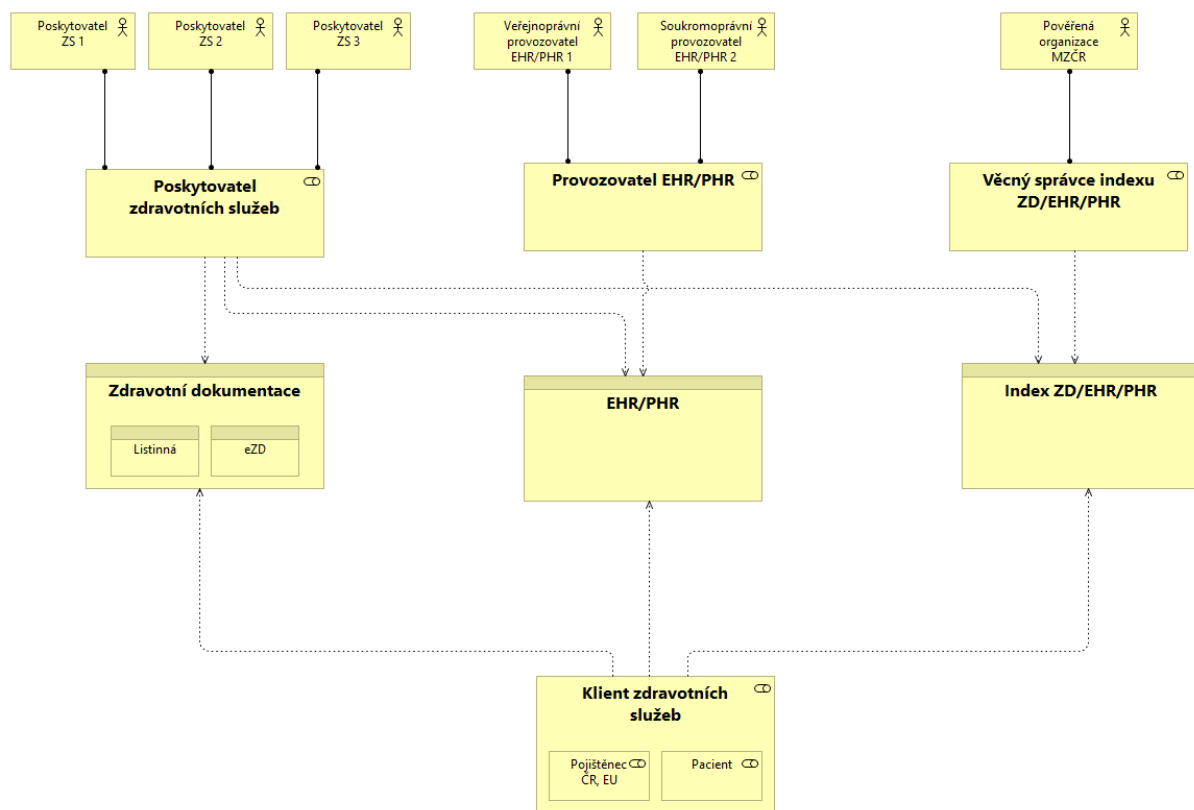 Poskytovatel
ZS 1
Poskytovatel
ZS 2
Poskytovatel
ZS 3
Veřejnoprávní
provozovatel
EHR/PHR 1
Soukromoprávní
provozovatel
EHR/PHR 2
Pověřená
organizace
MZČR
Poskytovatel
zdravotních služeb
Provozovatel EHR/PHR
Věcný správce indexu
ZD/EHR/PHR
Zdravotní dokumentace
Listinná
eZD
EHR/PHR
Index ZD/EHR/PHR
Klient zdravotních
služeb
Pojištěnec
ČR, EU
Pacient